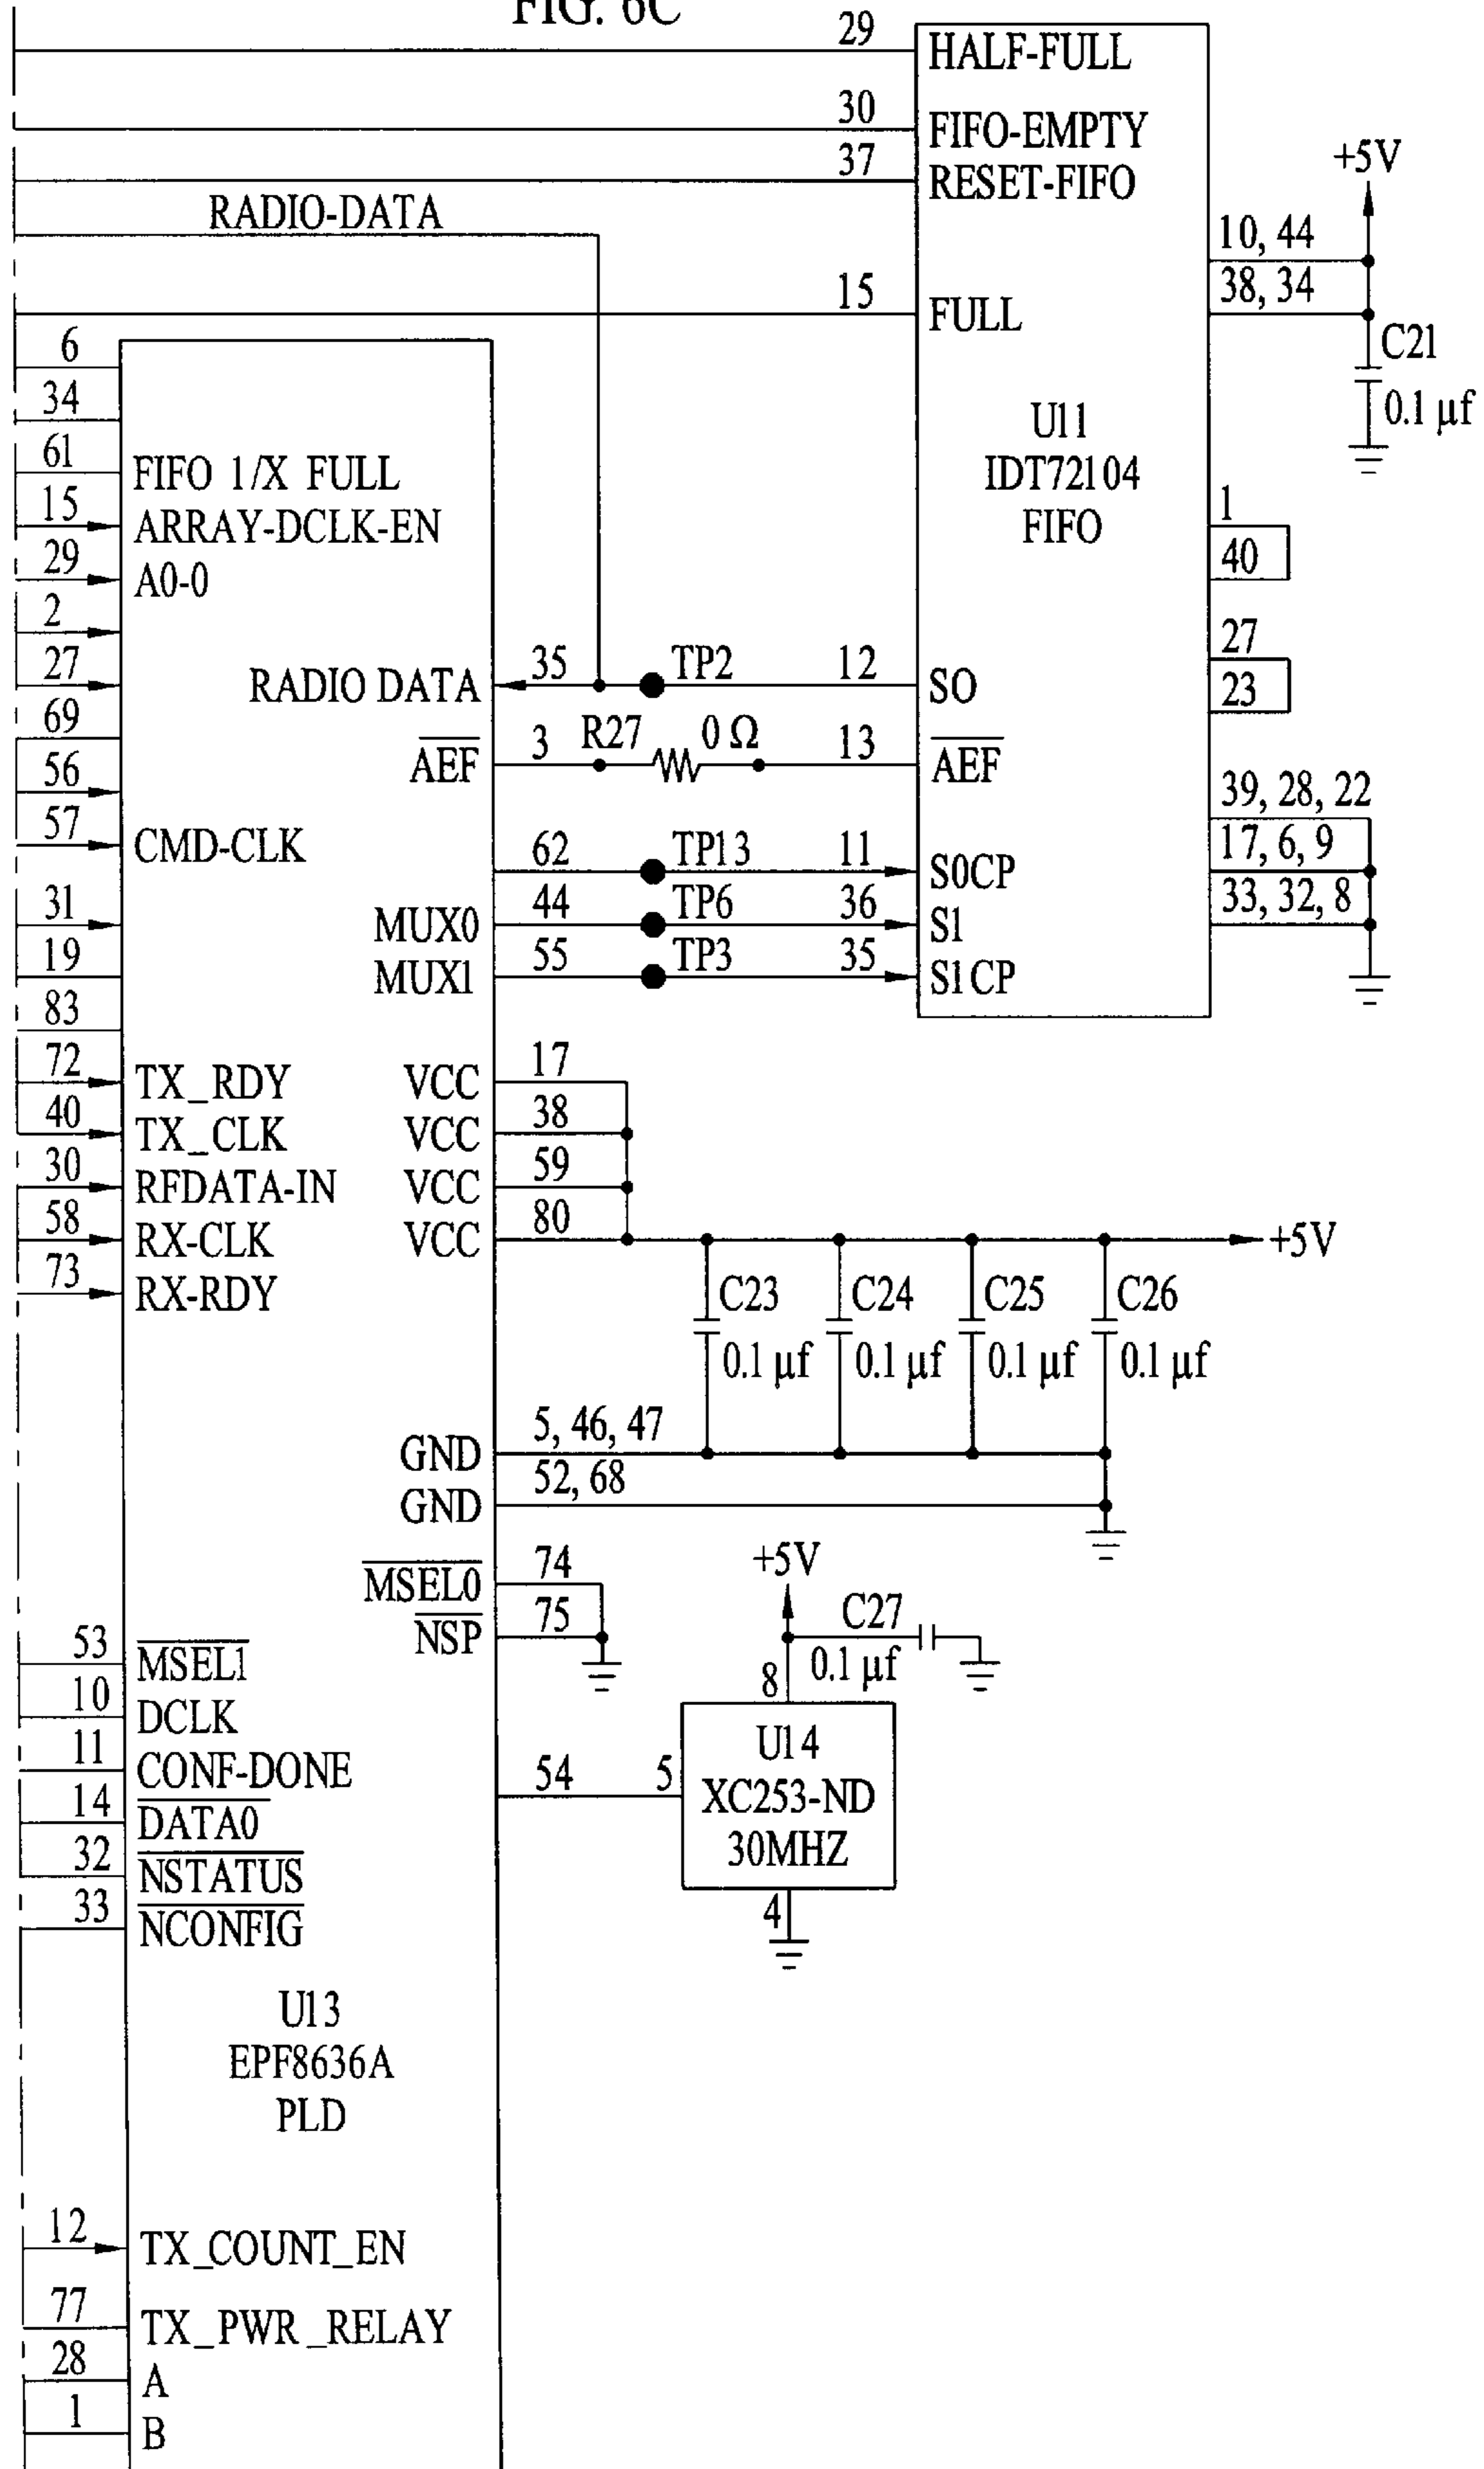 FIG. 6C
29
HALF-FULL
30
FIFO-EMPTY
37
RESET-FIFO
RADIO-DATA
15
FULL
U11
IDT72104
FIFO
+5V
10, 44
38, 34
C21
0.1 µf
1
40
27
23
39, 28, 22
17, 6, 9
33, 32, 8
6
34
61
FIFO 1/X FULL
15
ARRAY-DCLK-EN
29
A0-0
2
27
69
56
57
CMD-CLK
31
19
83
72
TX_RDY
40
TX_CLK
30
RFDATA-IN
58
RX-CLK
73
RX-RDY
RADIO DATA
35
TP2
12
SO
AEF
3
R27
0 Ω
13
AEF
62
TP13
11
S0CP
MUX0
44
TP6
36
S1
MUX1
55
TP3
35
S1CP
VCC
17
VCC
38
VCC
59
VCC
80
+5V
C23
0.1 µf
C24
0.1 µf
C25
0.1 µf
C26
0.1 µf
GND
5, 46, 47
GND
52, 68
MSEL0
74
NSP
75
+5V
C27
0.1 µf
8
U14
XC253-ND
30MHZ
54
5
4
53
MSEL1
10
DCLK
11
CONF-DONE
14
DATA0
32
NSTATUS
33
NCONFIG
U13
EPF8636A
PLD
12
TX_COUNT_EN
77
TX_PWR_RELAY
28
A
1
B